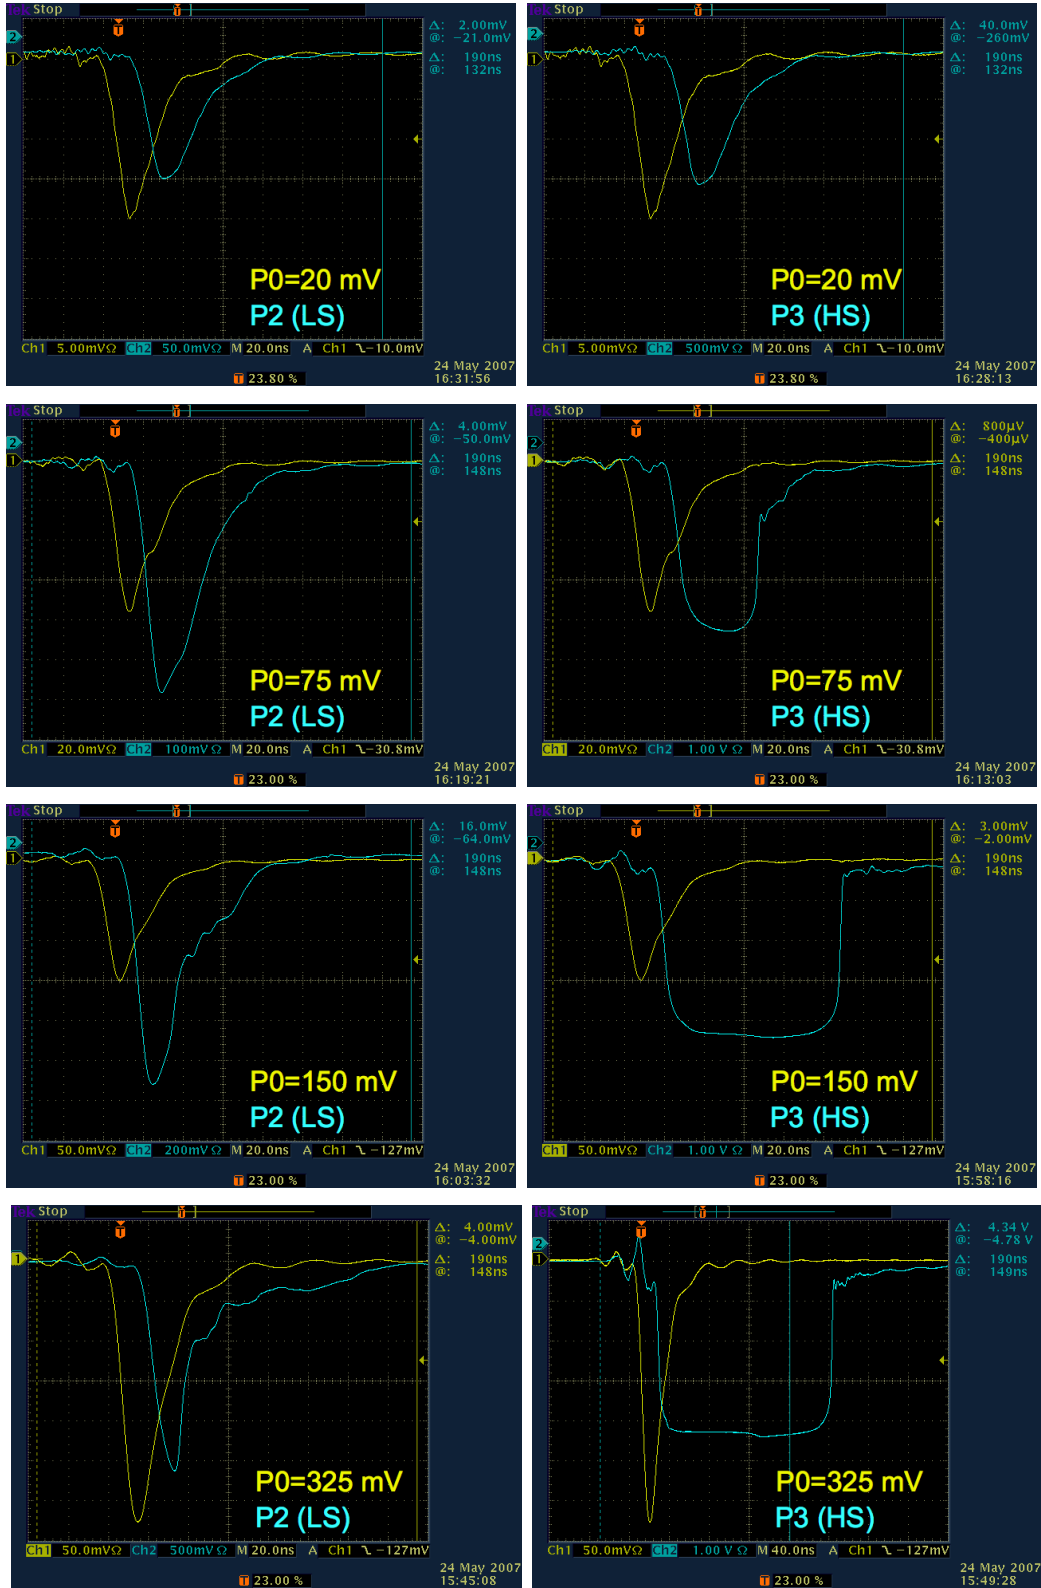 Tek Stop
Δ: 2.00mV
@: -21.0mV
Δ: 190ns
@: 132ns
P0=20 mV
P2 (LS)
Ch1 5.00mVΩ Ch2 50.0mVΩ M 20.0ns A Ch1 ↘ -10.0mV
24 May 2007
16:31:56
T 23.80 %
Tek Stop
Δ: 40.0mV
@: -260mV
Δ: 190ns
@: 132ns
P0=20 mV
P3 (HS)
Ch1 5.00mVΩ Ch2 500mVΩ M 20.0ns A Ch1 ↘ -10.0mV
24 May 2007
16:28:13
T 23.80 %
Tek Stop
Δ: 4.00mV
@: -50.0mV
Δ: 190ns
@: 148ns
P0=75 mV
P2 (LS)
Ch1 20.0mVΩ Ch2 100mVΩ M 20.0ns A Ch1 ↘ -30.8mV
24 May 2007
16:19:21
T 23.00 %
Tek Stop
Δ: 800µV
@: -400µV
Δ: 190ns
@: 148ns
P0=75 mV
P3 (HS)
Ch1 20.0mVΩ Ch2 1.00 VΩ M 20.0ns A Ch1 ↘ -30.8mV
24 May 2007
16:13:03
T 23.00 %
Tek Stop
Δ: 16.0mV
@: -64.0mV
Δ: 190ns
@: 148ns
P0=150 mV
P2 (LS)
Ch1 50.0mVΩ Ch2 200mVΩ M 20.0ns A Ch1 ↘ -127mV
24 May 2007
16:03:32
T 23.00 %
Tek Stop
Δ: 3.00mV
@: -2.00mV
Δ: 190ns
@: 148ns
P0=150 mV
P3 (HS)
Ch1 50.0mVΩ Ch2 1.00 VΩ M 20.0ns A Ch1 ↘ -127mV
24 May 2007
15:58:16
T 23.00 %
Tek Stop
Δ: 4.00mV
@: -4.00mV
Δ: 190ns
@: 148ns
P0=325 mV
P2 (LS)
Ch1 50.0mVΩ Ch2 500mVΩ M 20.0ns A Ch1 ↘ -127mV
24 May 2007
15:45:08
T 23.00 %
Tek Stop
Δ: 4.34 V
@: -4.78 V
Δ: 190ns
@: 149ns
P0=325 mV
P3 (HS)
Ch1 50.0mVΩ Ch2 1.00 VΩ M 40.0ns A Ch1 ↘ -127mV
24 May 2007
15:49:28
T 23.00 %